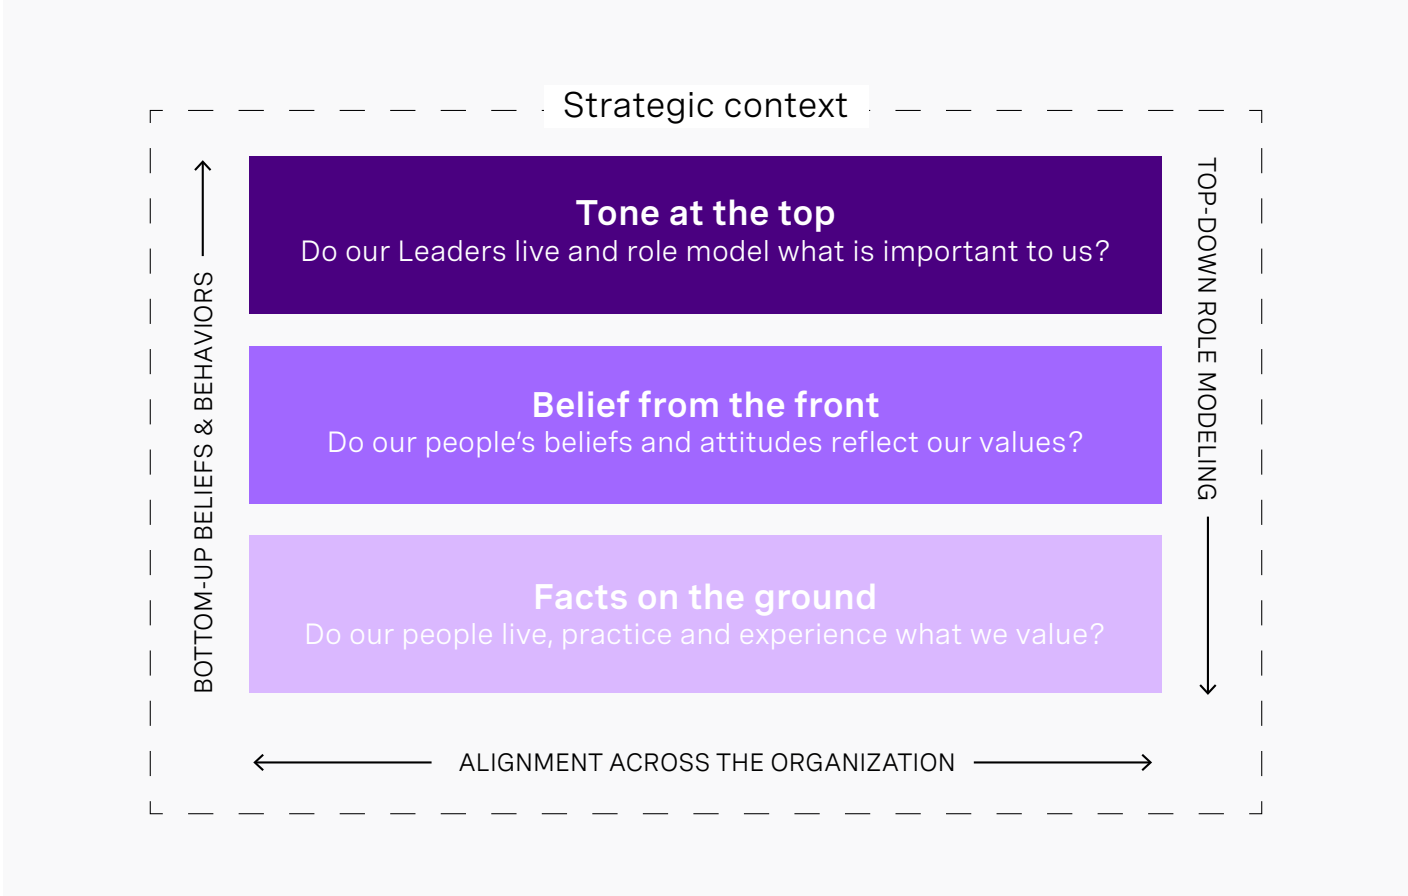 Strategic context
BOTTOM-UP BELIEFS & BEHAVIORS
Tone at the top
Do our Leaders live and role model what is important to us?
Belief from the front
Do our people’s beliefs and attitudes reflect our values?
Facts on the ground
Do our people live, practice and experience what we value?
TOP-DOWN ROLE MODELING
ALIGNMENT ACROSS THE ORGANIZATION